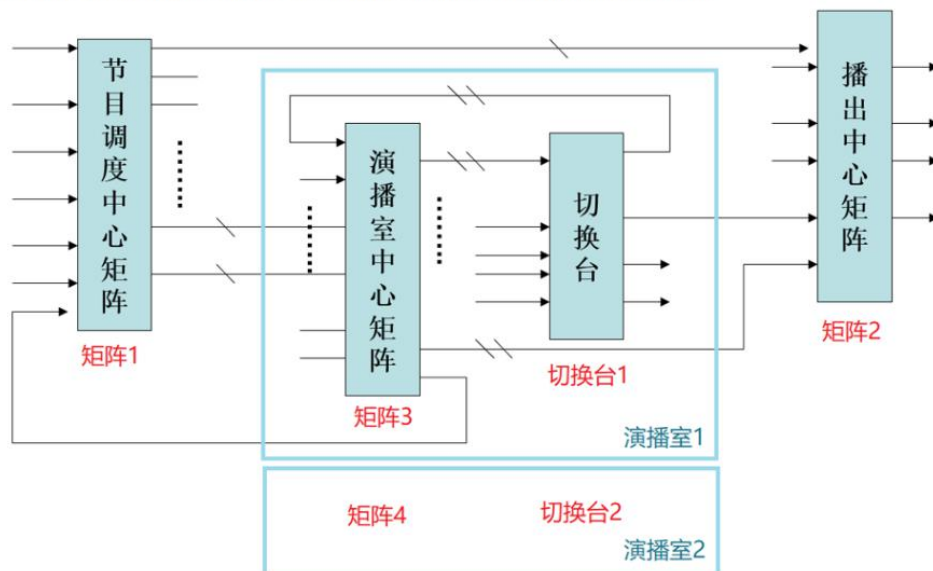 节目调度中心矩阵
演播室中心矩阵
切换台
播出中心矩阵
矩阵1
矩阵3
切换台1
矩阵2
演播室1
矩阵4
切换台2
演播室2